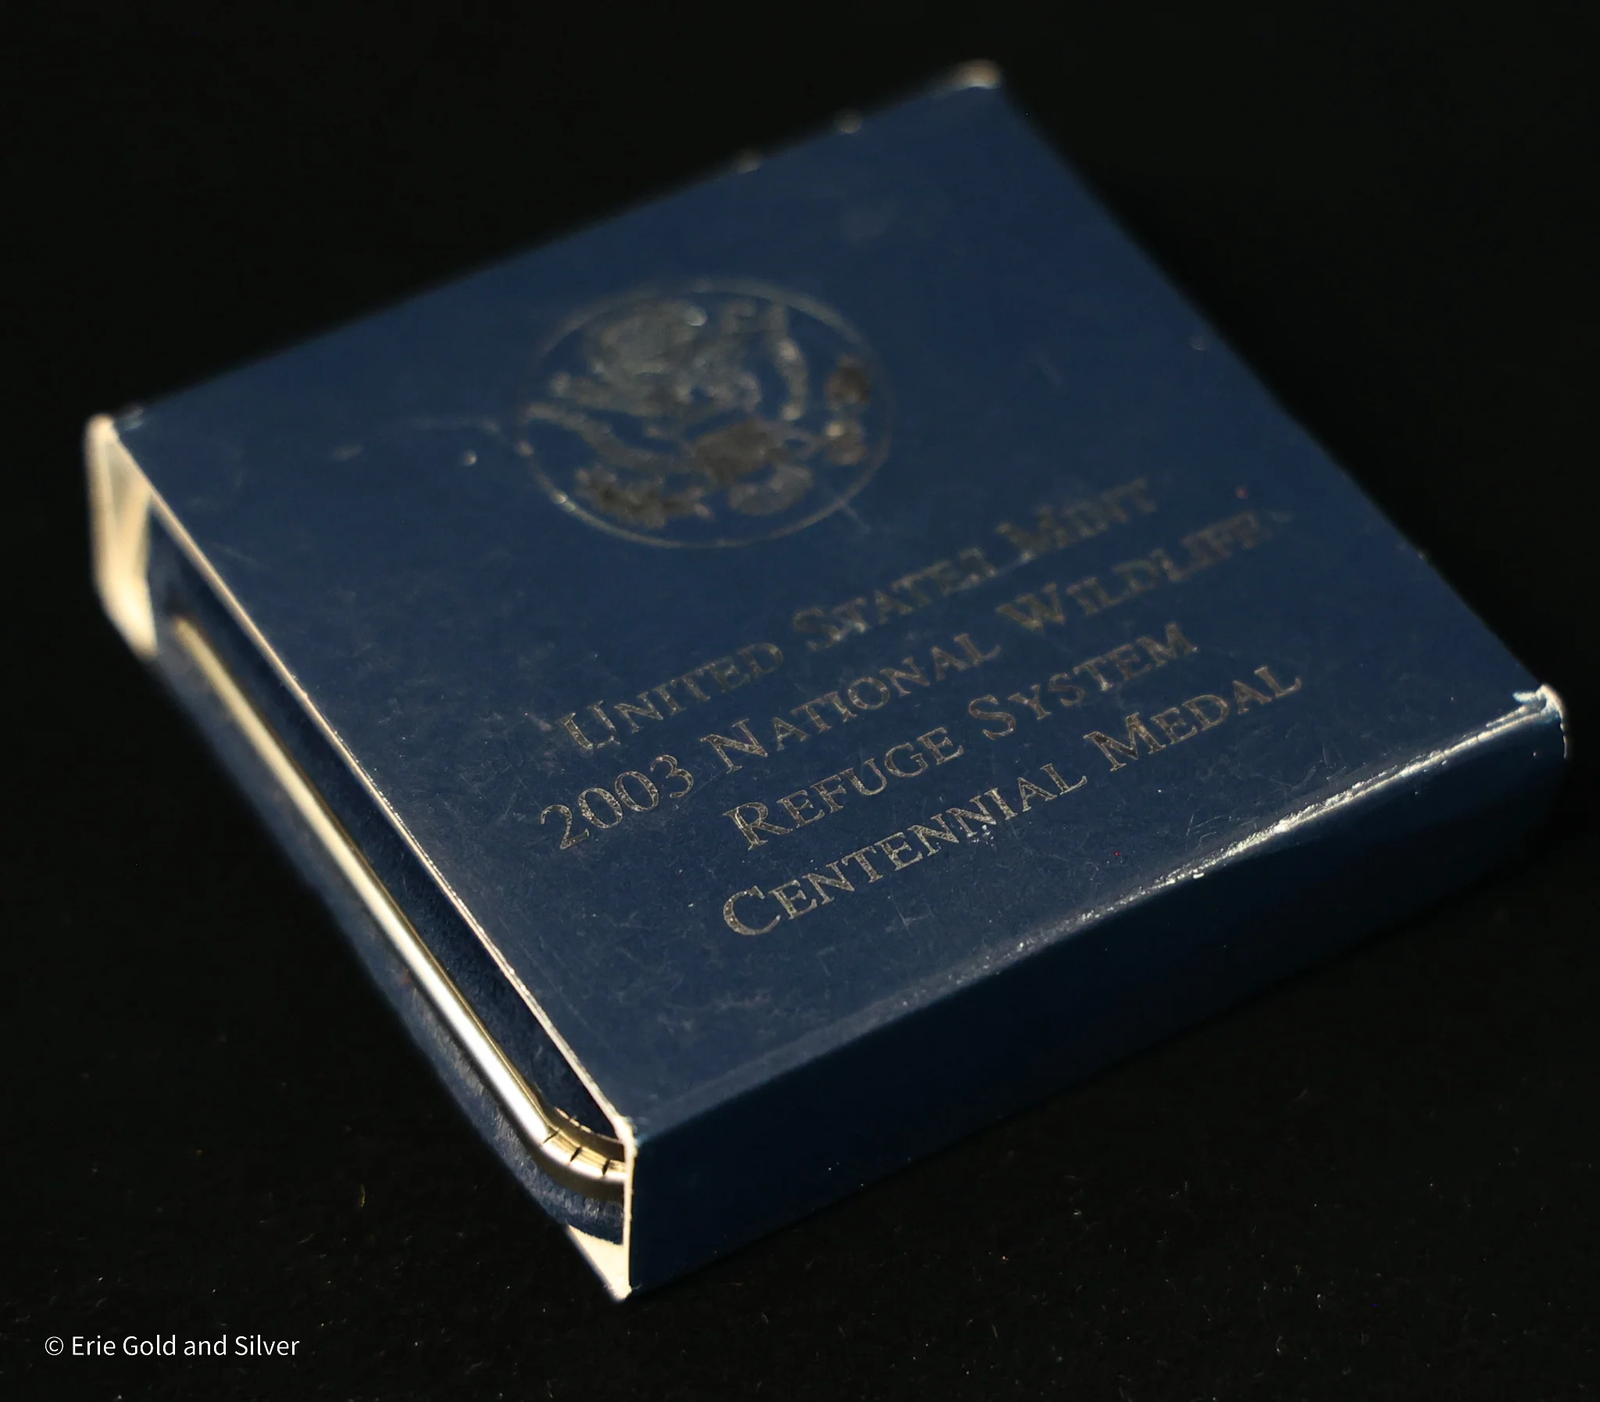 UNITED STATES MINT
2003 NATIONAL WILDLIFE
REFUGE SYSTEM
CENTENNIAL MEDAL
© Erie Gold and Silver